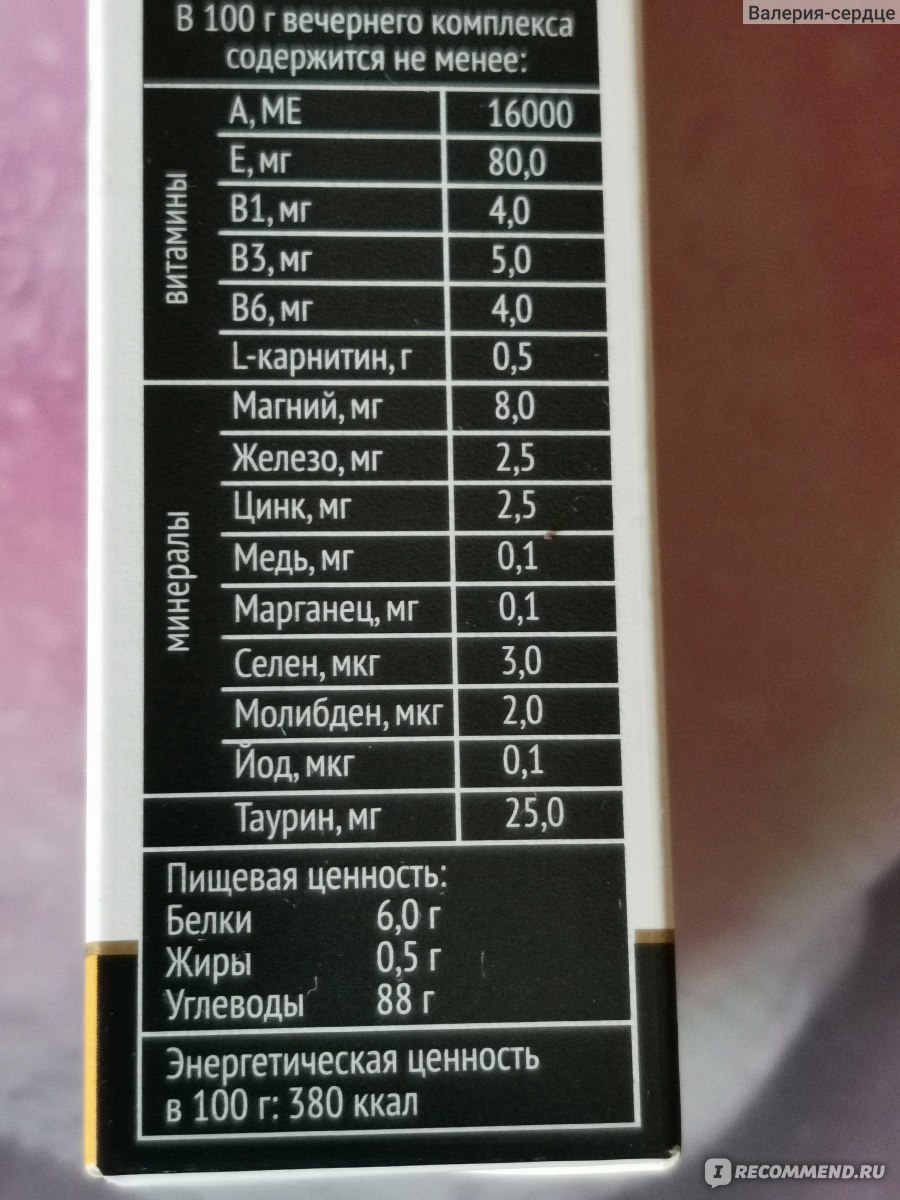 Валерия-сердце
В 100 г вечернего комплекса
содержится не менее:
витамины
А, МЕ 16000
Е, мг 80,0
В1, мг 4,0
В3, мг 5,0
В6, мг 4,0
L-карнитин, г 0,5
минералы
Магний, мг 8,0
Железо, мг 2,5
Цинк, мг 2,5
Медь, мг 0,1
Марганец, мг 0,1
Селен, мкг 3,0
Молибден, мкг 2,0
Йод, мкг 0,1
Таурин, мг 25,0
Пищевая ценность:
Белки 6,0 г
Жиры 0,5 г
Углеводы 88 г
Энергетическая ценность
в 100 г: 380 ккал
IRECOMMEND.RU